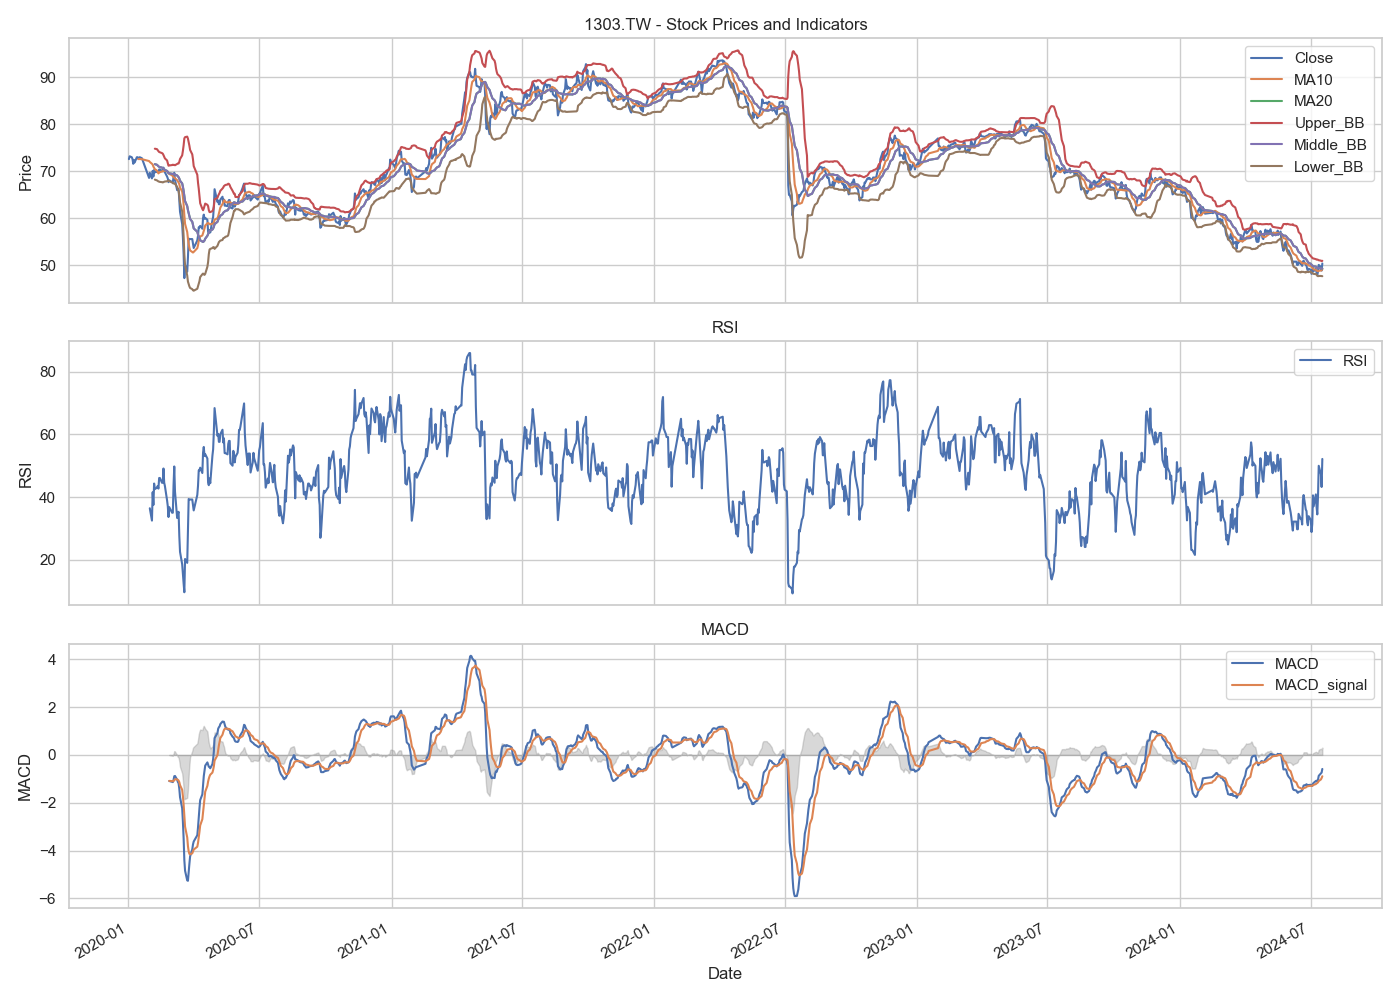 1303.TW - Stock Prices and Indicators
Price
90
80
70
60
50
Close
MA10
MA20
Upper_BB
Middle_BB
Lower_BB
RSI
RSI
80
60
40
20
RSI
MACD
MACD
4
2
0
−2
−4
−6
MACD
MACD_signal
2020-01
2020-07
2021-01
2021-07
2022-01
2022-07
2023-01
2023-07
2024-01
2024-07
Date